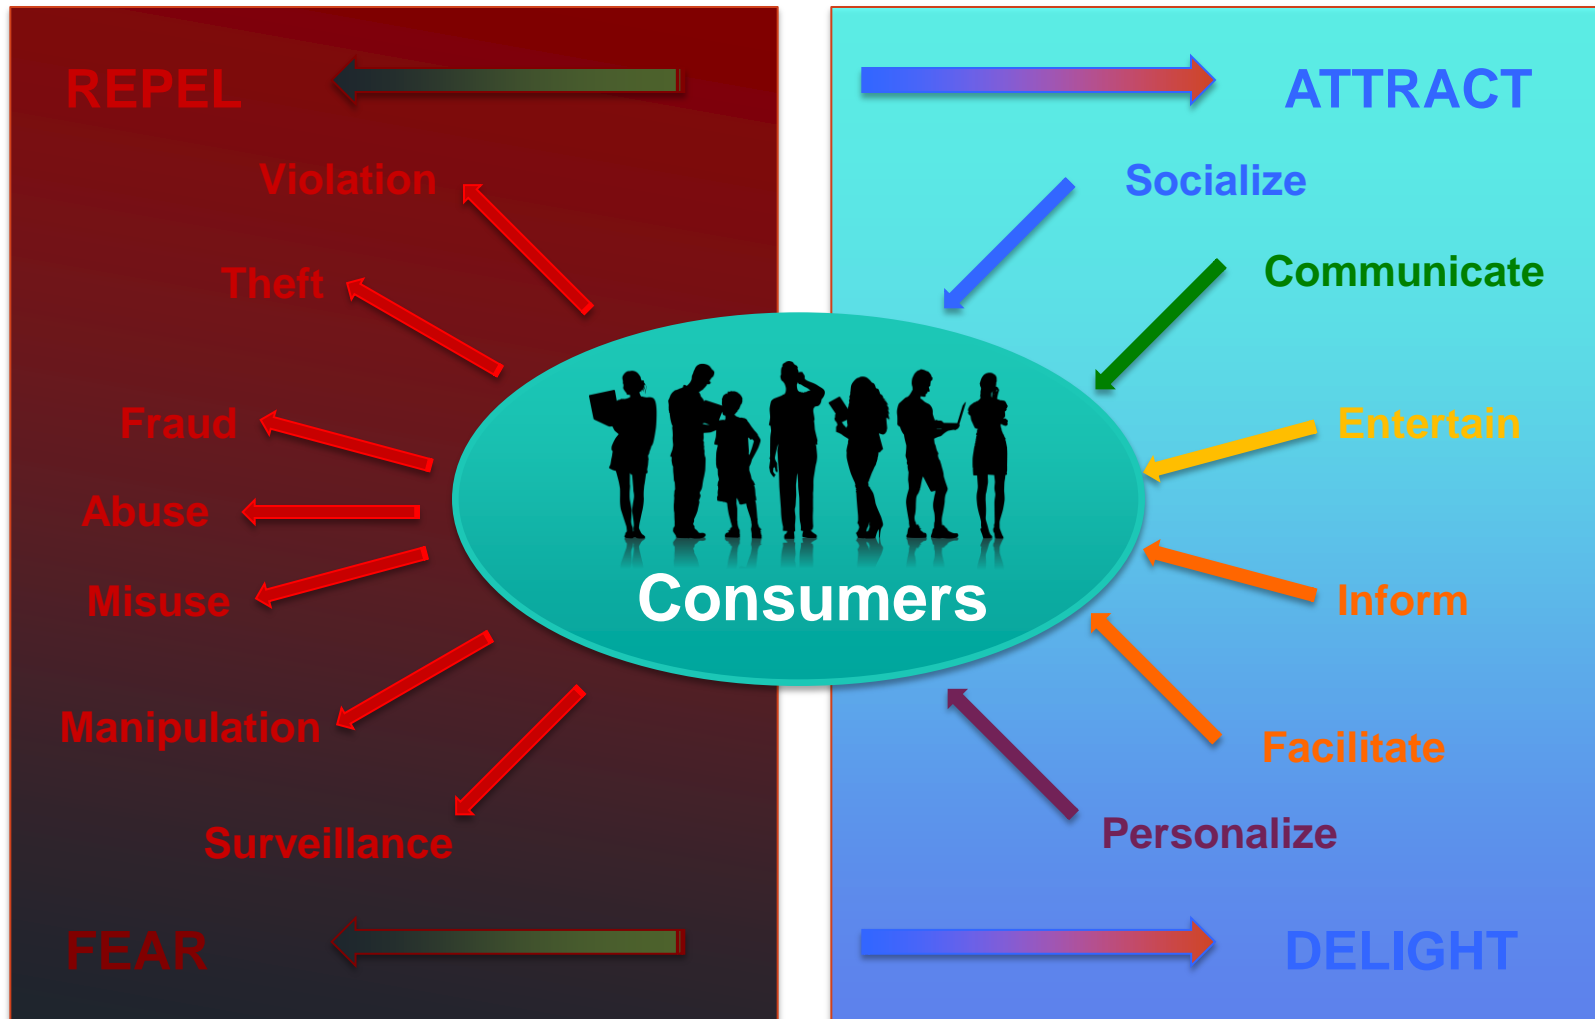 REPEL
Violation
Theft
Fraud
Abuse
Misuse
Manipulation
Surveillance
FEAR
Consumers
ATTRACT
Socialize
Communicate
Entertain
Inform
Facilitate
Personalize
DELIGHT